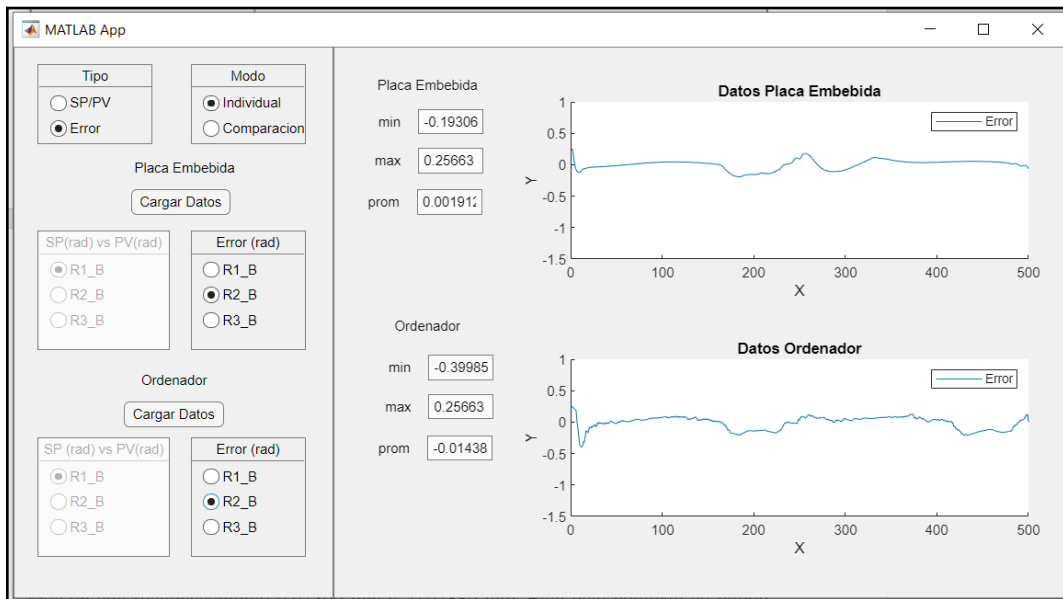 MATLAB App
Tipo
SP/PV
Error
Modo
Individual
Comparacion
Placa Embebida
Cargar Datos
SP(rad) vs PV(rad)
R1_B
R2_B
R3_B
Error (rad)
R1_B
R2_B
R3_B
Ordenador
Cargar Datos
SP (rad) vs PV(rad)
R1_B
R2_B
R3_B
Error (rad)
R1_B
R2_B
R3_B
Placa Embebida
min -0.19306
max 0.25663
prom 0.001912
Datos Placa Embebida
Error
1
0.5
0
-0.5
-1
-1.5
Y
0 100 200 300 400 500
X
Ordenador
min -0.39985
max 0.25663
prom -0.01438
Datos Ordenador
Error
1
0.5
0
-0.5
-1
-1.5
Y
0 100 200 300 400 500
X